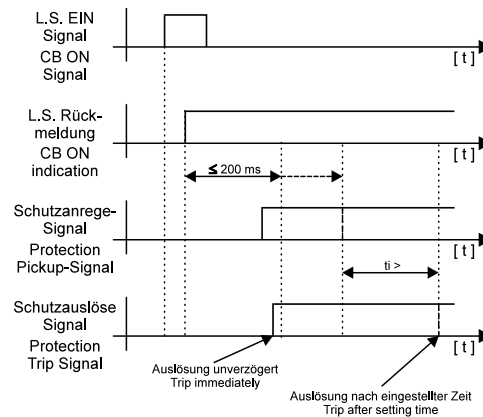 L.S. EIN
Signal
CB ON
Signal
[ t ]
L.S. Rück-
meldung
CB ON
indication
[ t ]
≤ 200 ms
Schutzanrege-
Signal
Protection
Pickup-Signal
[ t ]
ti >
Schutzauslöse
Signal
Protection
Trip Signal
[ t ]
Auslösung unverzögert
Trip immediately
Auslösung nach eingestellter Zeit
Trip after setting time